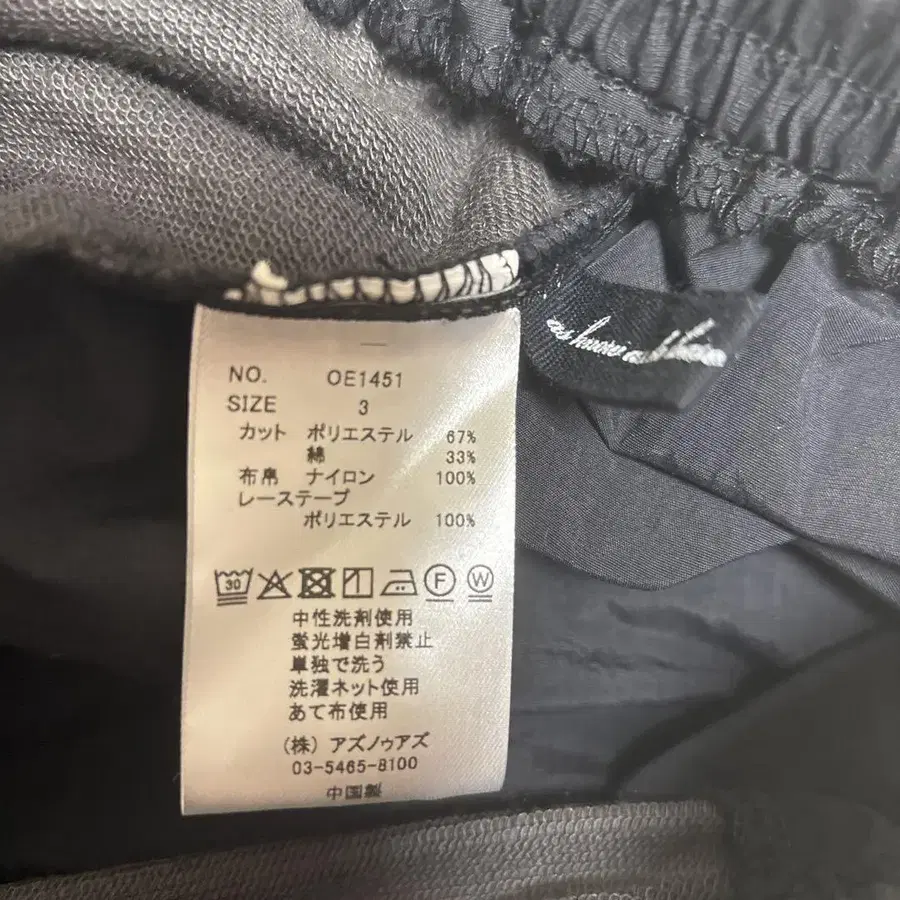 NO. OE1451
SIZE 3
カット ポリエステル 67%
綿 33%
布帛 ナイロン 100%
レーステープ
ポリエステル 100%
30 F W
中性洗剤使用
蛍光増白剤禁止
単独で洗う
洗濯ネット使用
あて布使用
(株) アズノゥアズ
03-5465-8100
中国製